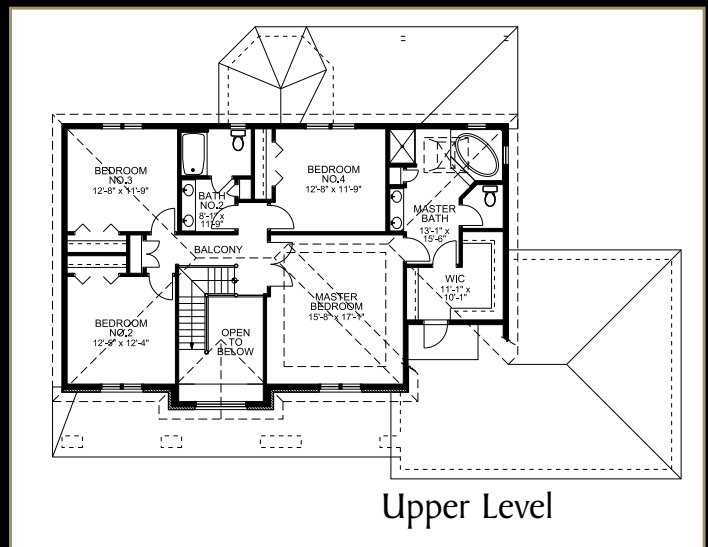 BEDROOM
NO.3
12'-8" x 11'-9"
BATH
NO.2
8'-1" x
11'-9"
BEDROOM
NO.4
12'-8" x 11'-9"
MASTER
BATH
13'-1" x
15'-6"
BALCONY
WIC
11'-1" x
10'-1"
MASTER
BEDROOM
15'-8" x 17'-1"
BEDROOM
NO.2
12'-8" x 12'-4"
OPEN
TO
BELOW
Upper Level